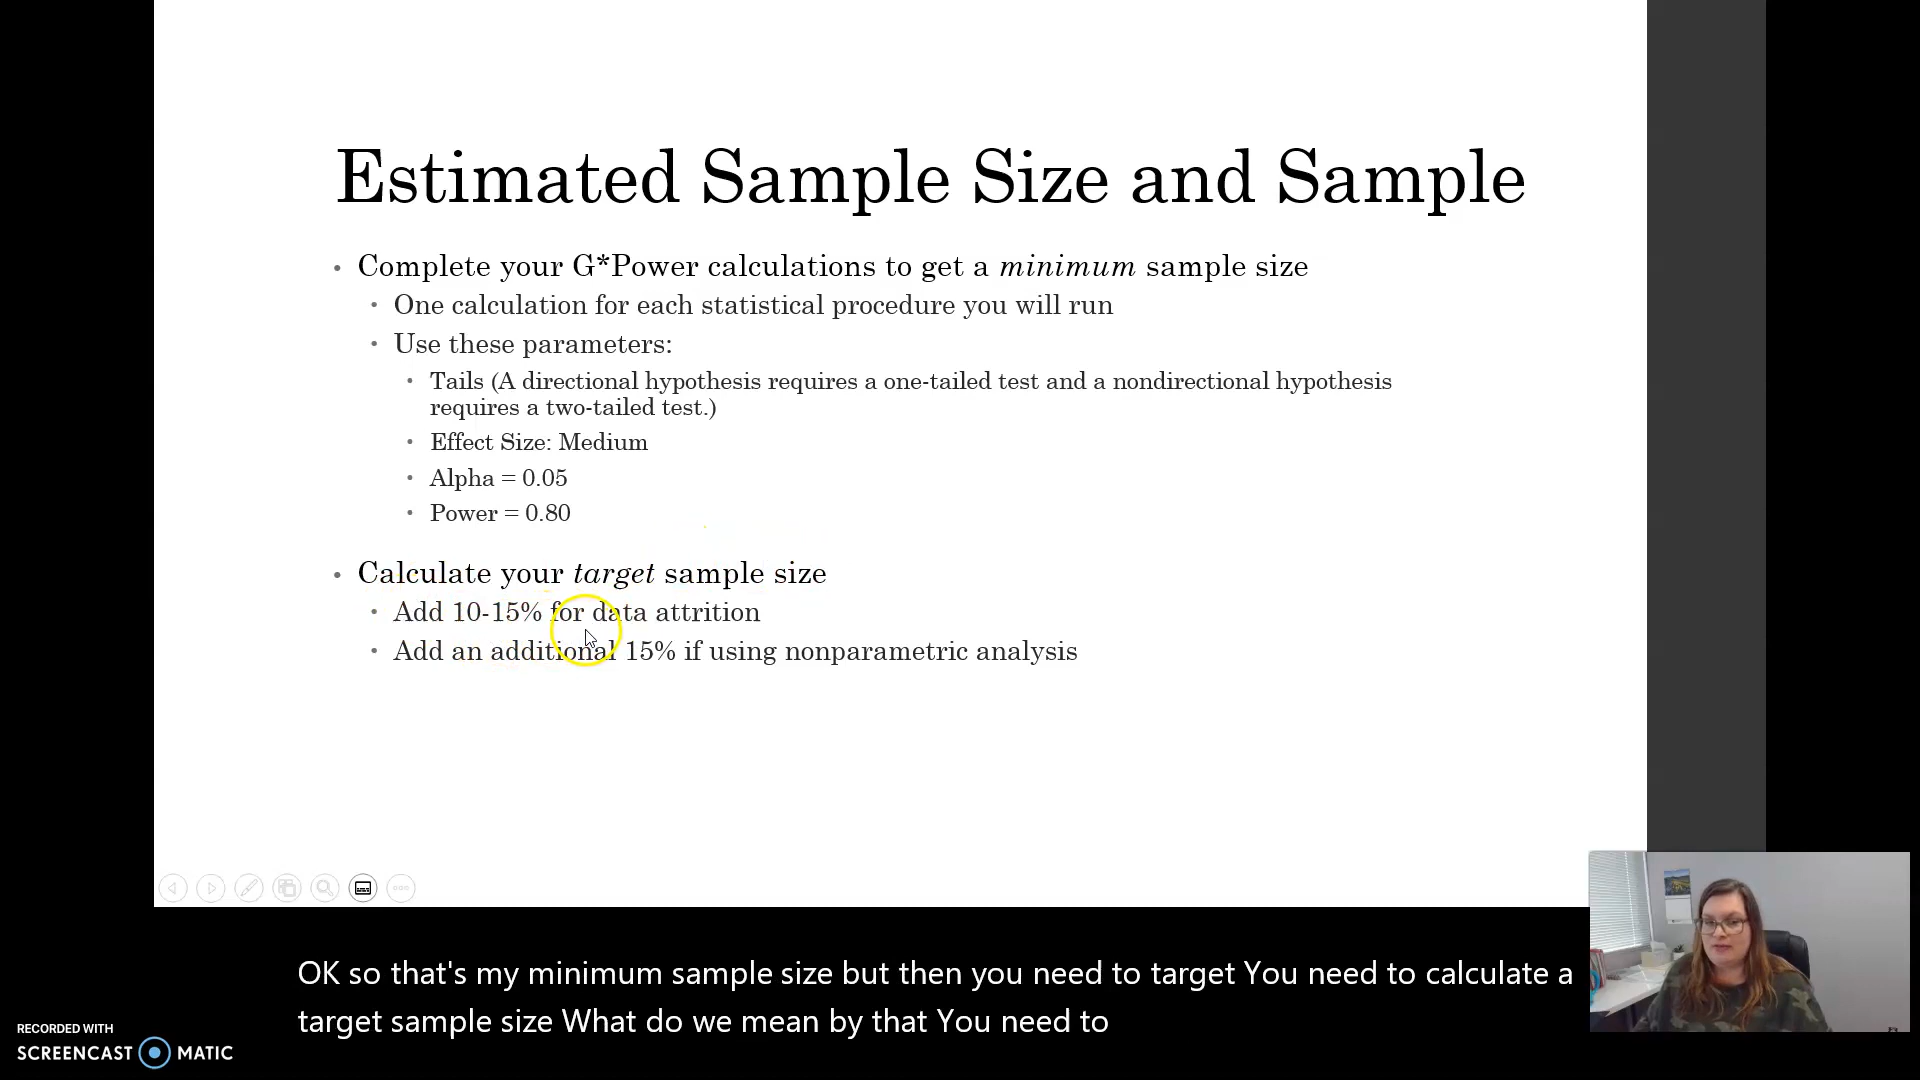 Estimated Sample Size and Sample
• Complete your G*Power calculations to get a minimum sample size
• One calculation for each statistical procedure you will run
• Use these parameters:
• Tails (A directional hypothesis requires a one-tailed test and a nondirectional hypothesis
requires a two-tailed test.)
• Effect Size: Medium
• Alpha = 0.05
• Power = 0.80
• Calculate your target sample size
• Add 10-15% for data attrition
• Add an additional 15% if using nonparametric analysis
OK so that's my minimum sample size but then you need to target You need to calculate a
target sample size What do we mean by that You need to
RECORDED WITH
SCREENCAST MATIC